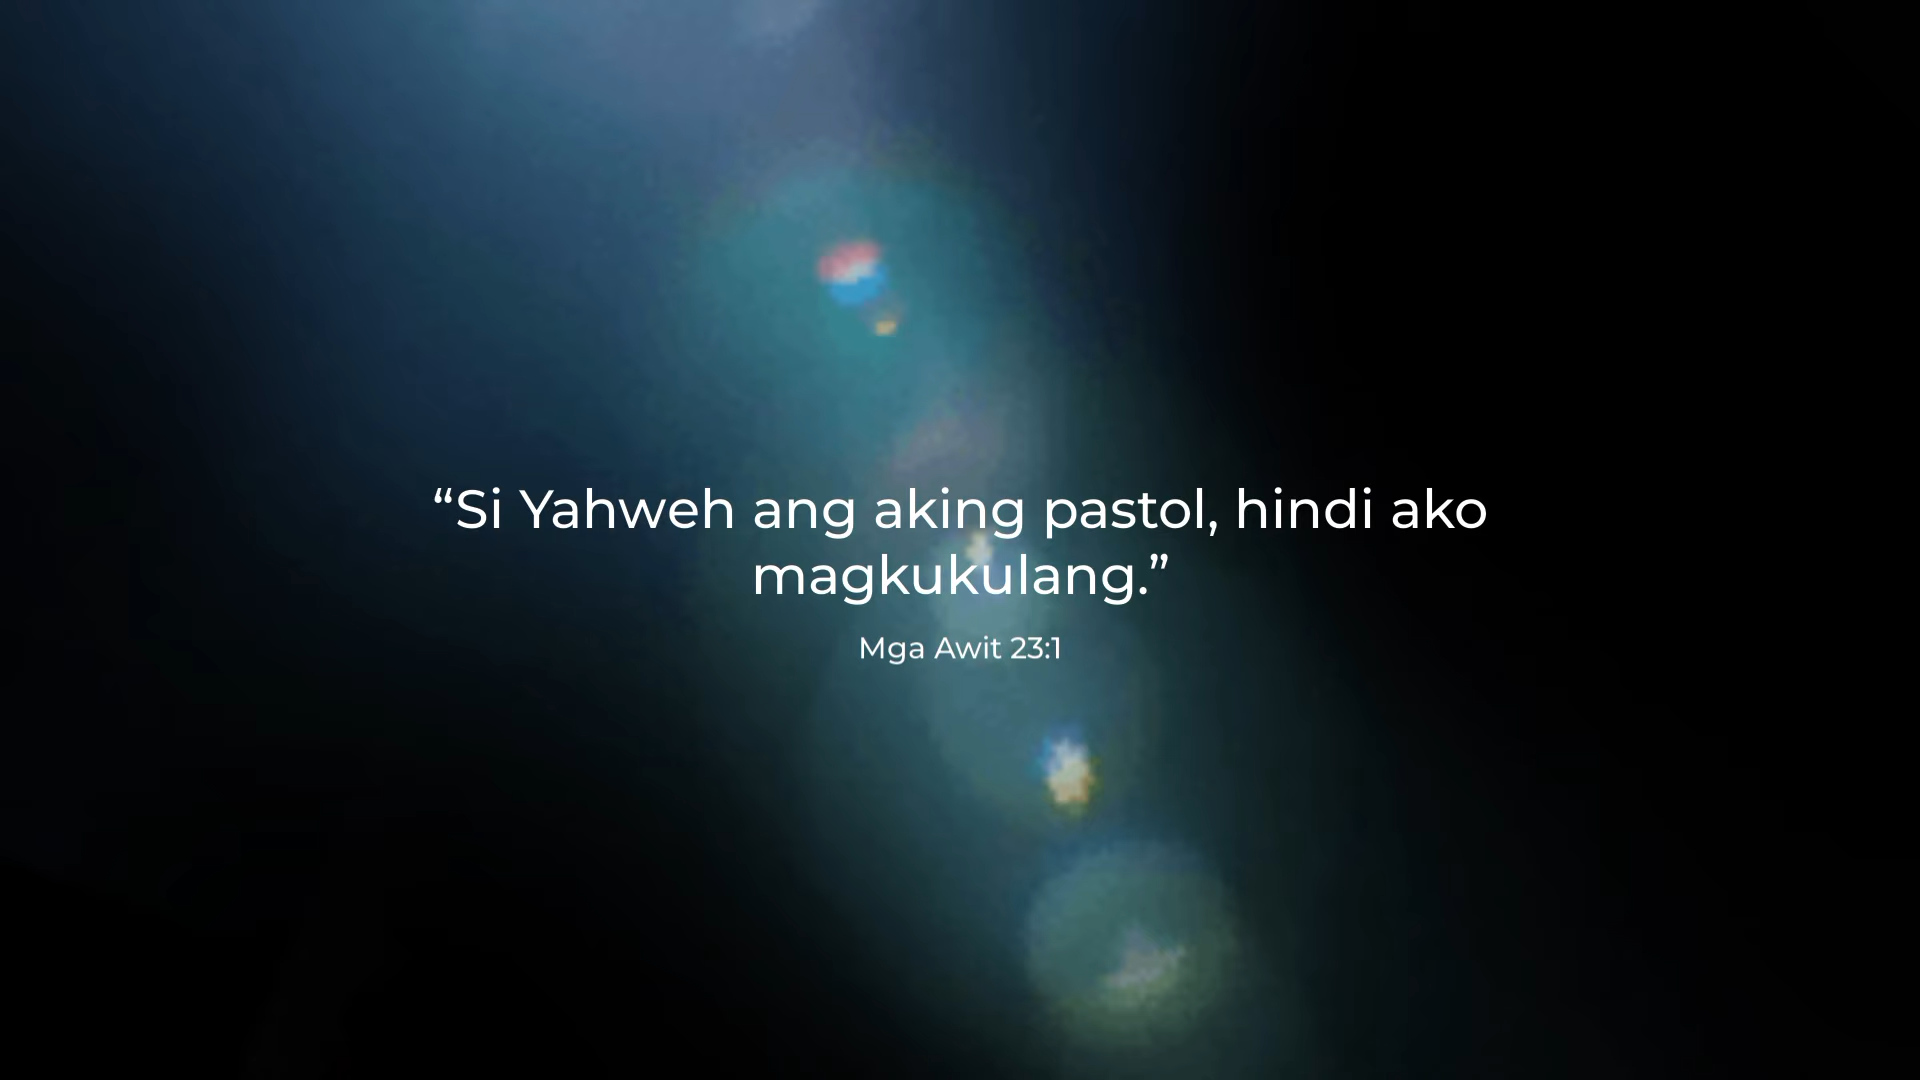 “Si Yahweh ang aking pastol, hindi ako
magkukulang.”
Mga Awit 23:1